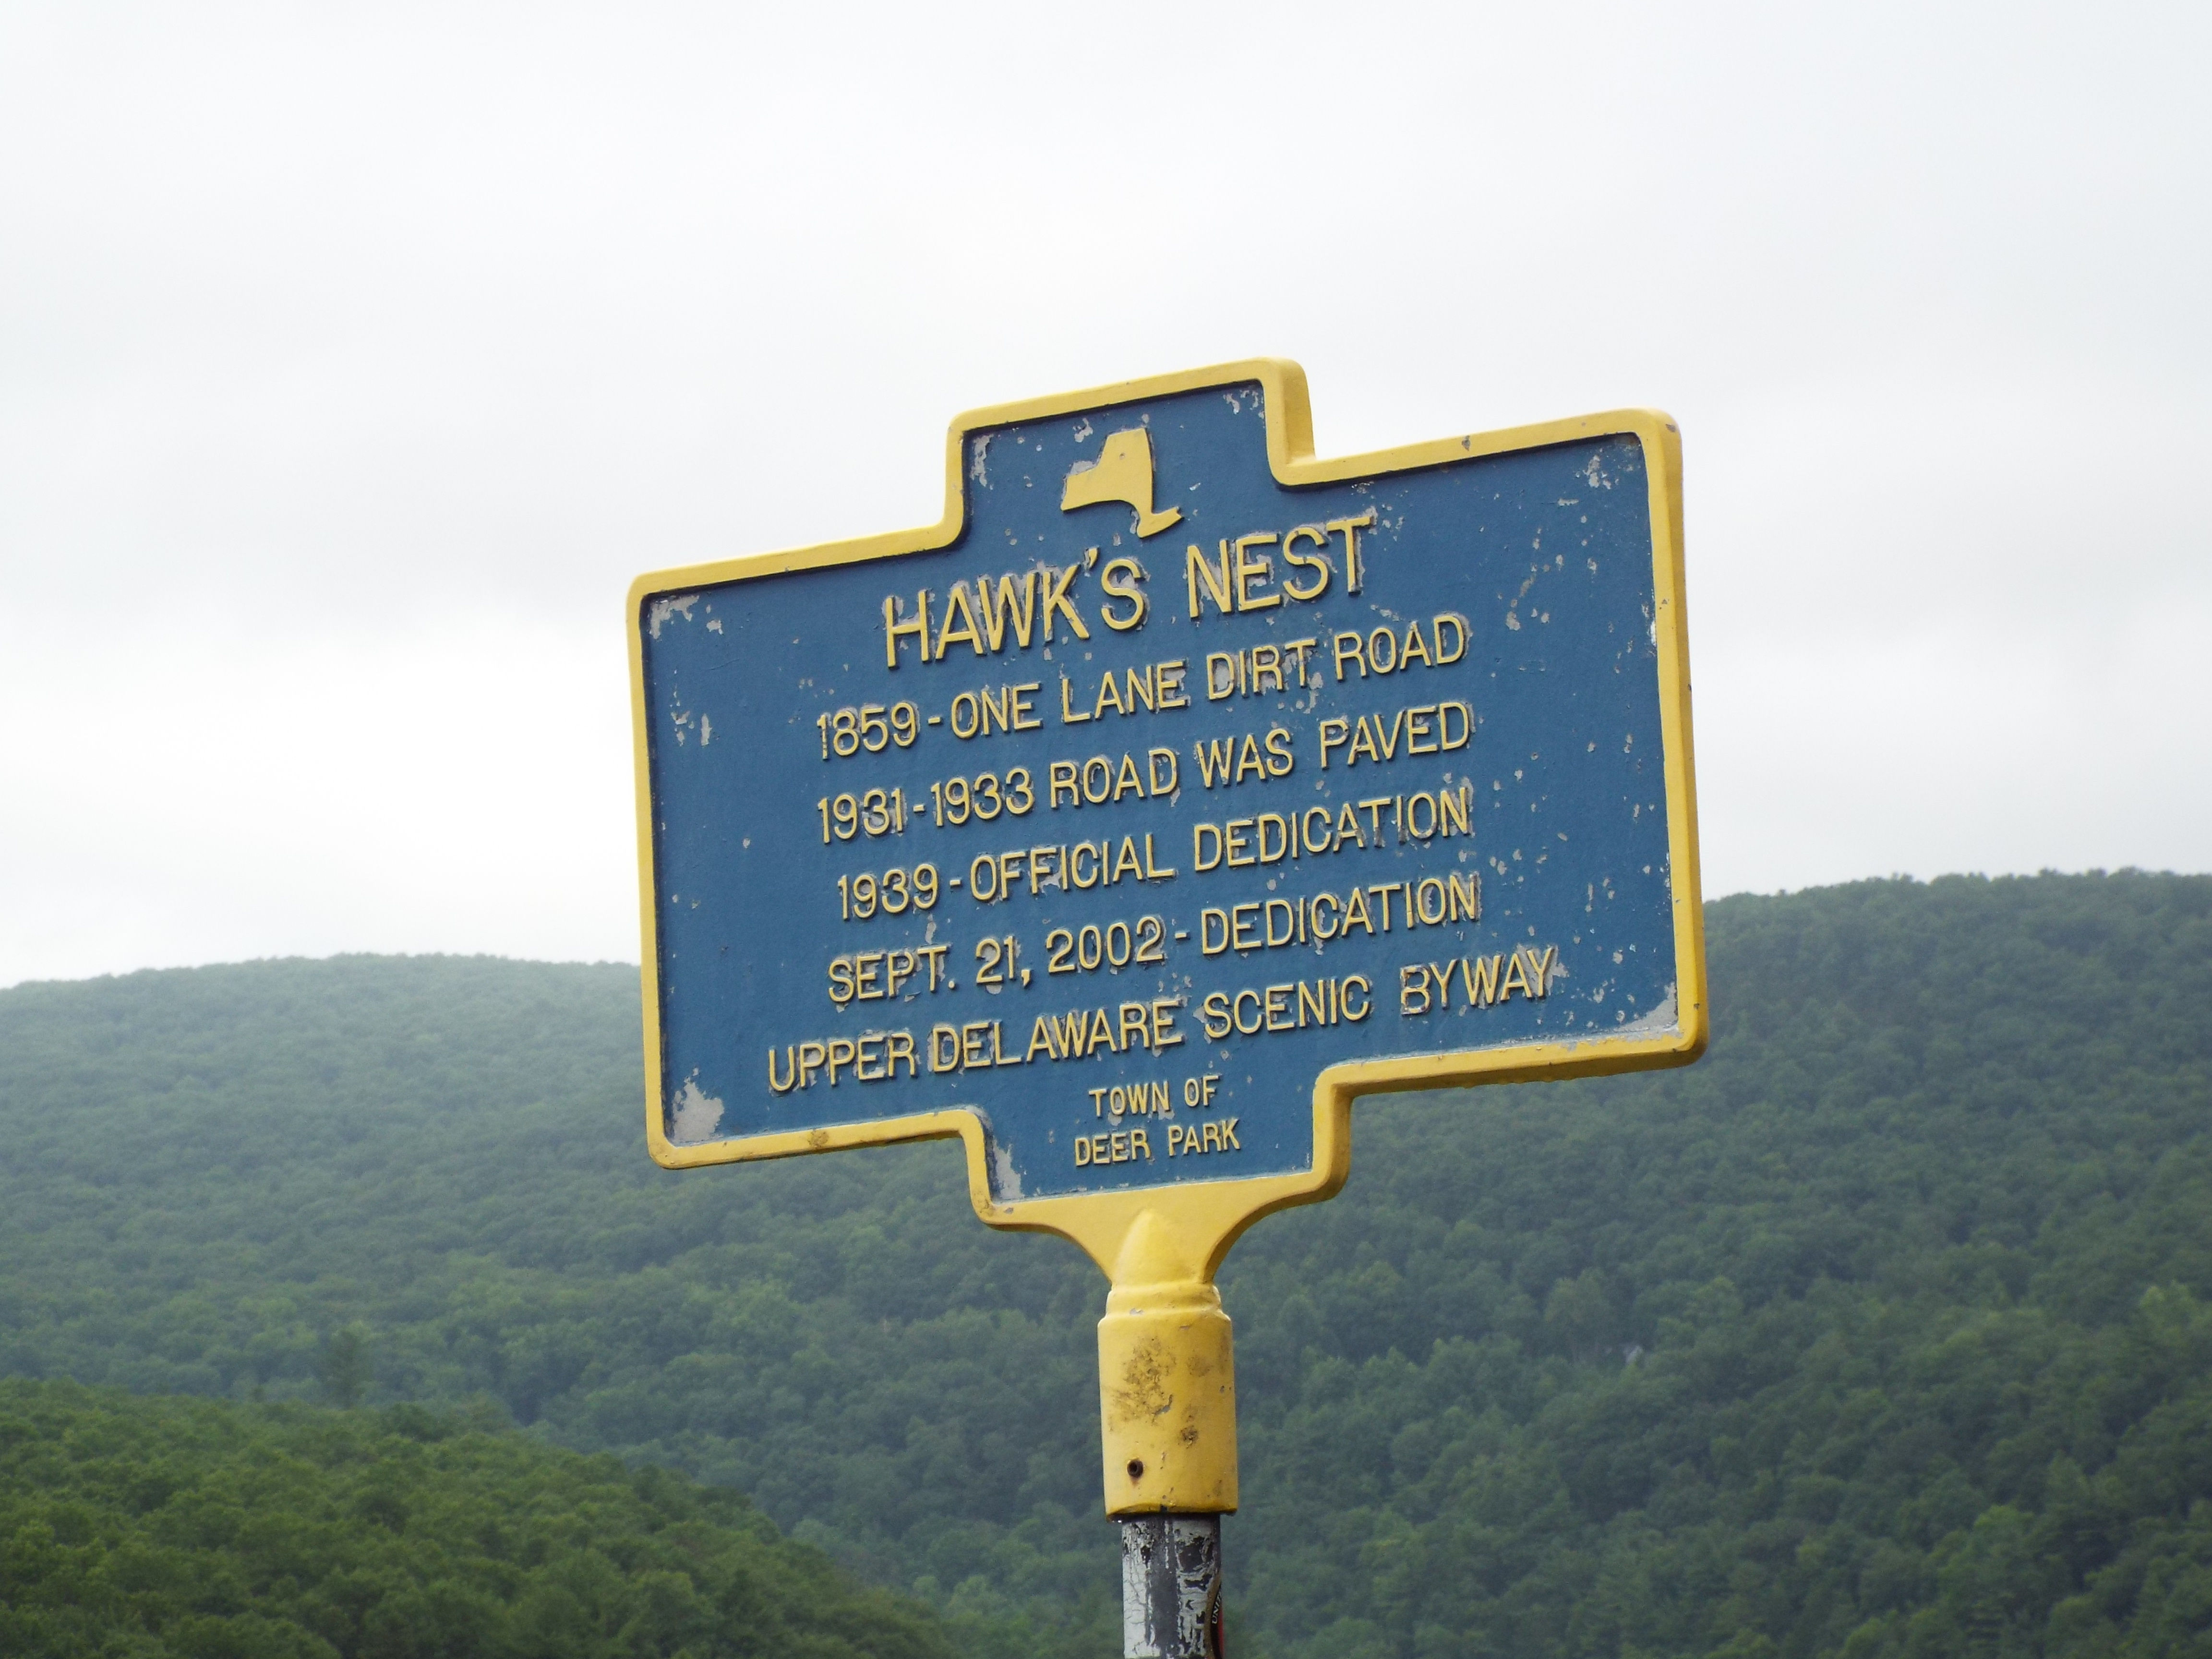 HAWK'S NEST
1859-ONE LANE DIRT ROAD
1931-1933 ROAD WAS PAVED
1939-OFFICIAL DEDICATION
SEPT. 21, 2002-DEDICATION
UPPER DELAWARE SCENIC BYWAY
TOWN OF
DEER PARK